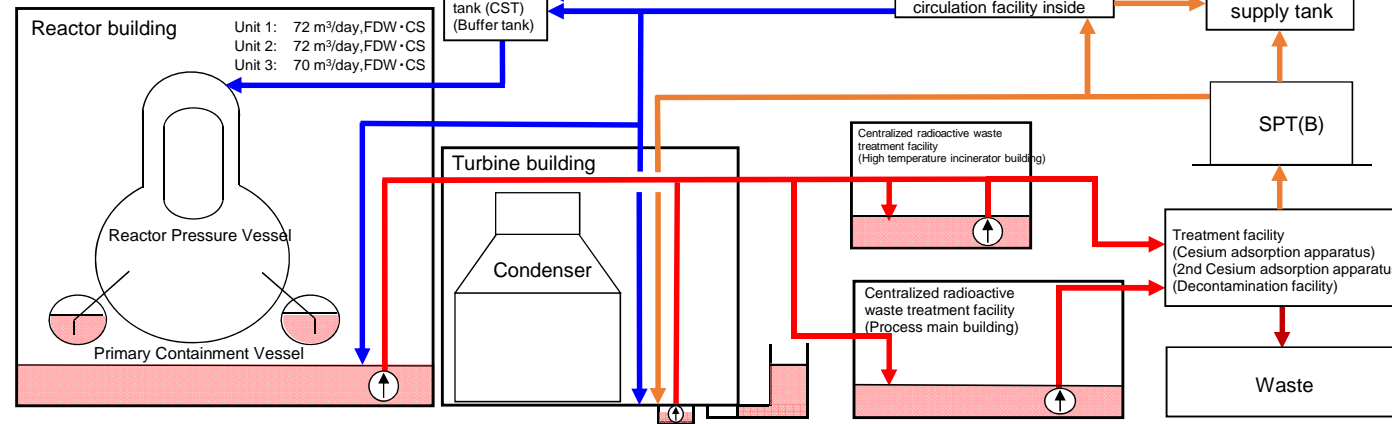 tank (CST)
(Buffer tank)
circulation facility inside
supply tank
Reactor building
Unit 1: 72 m³/day,FDW・CS
Unit 2: 72 m³/day,FDW・CS
Unit 3: 70 m³/day,FDW・CS
SPT(B)
Centralized radioactive waste
treatment facility
(High temperature incinerator building)
Turbine building
Reactor Pressure Vessel
Condenser
Treatment facility
(Cesium adsorption apparatus)
(2nd Cesium adsorption apparatus
(Decontamination facility)
Centralized radioactive
waste treatment facility
(Process main building)
Primary Containment Vessel
Waste